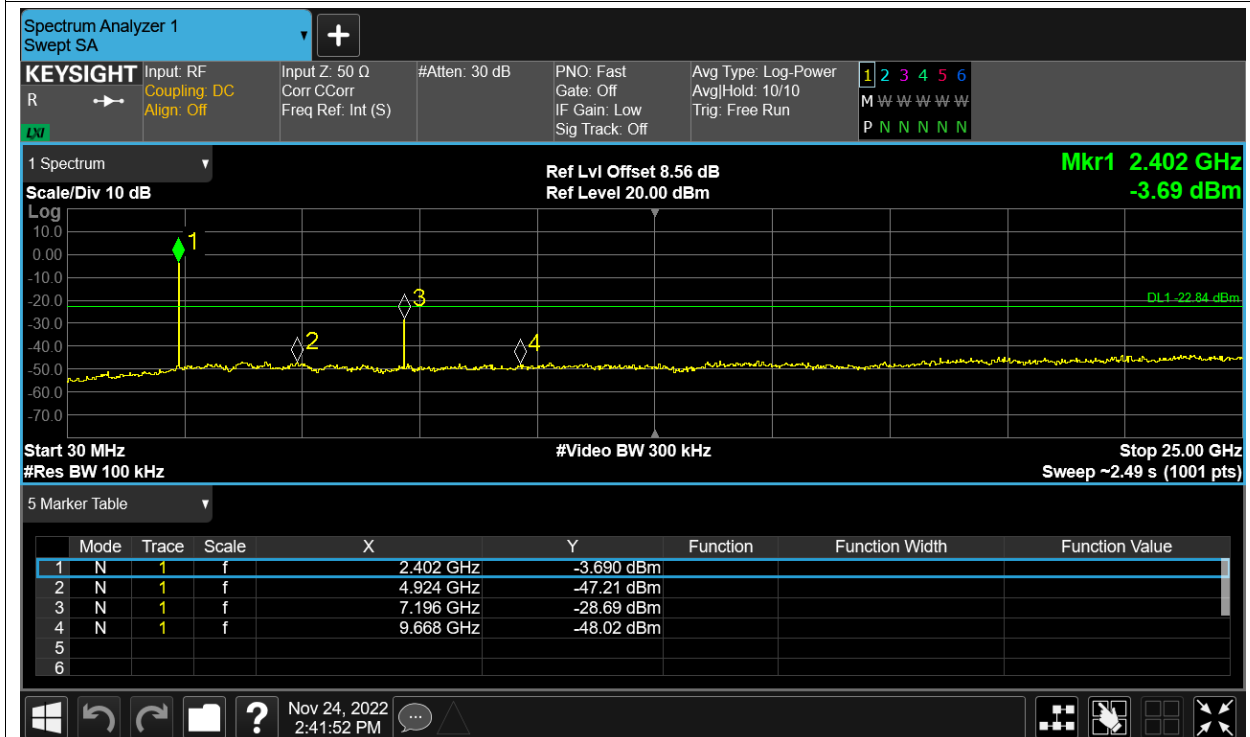 Spectrum Analyzer 1
Swept SA
+
KEYSIGHT
R
LXI
Input: RF
Coupling: DC
Align: Off
Input Z: 50 Ω
Corr CCorr
Freq Ref: Int (S)
#Atten: 30 dB
PNO: Fast
Gate: Off
IF Gain: Low
Sig Track: Off
Avg Type: Log-Power
Avg|Hold: 10/10
Trig: Free Run
1 2 3 4 5 6
M W W W W W
P N N N N N
1 Spectrum
Scale/Div 10 dB
Ref Lvl Offset 8.56 dB
Ref Level 20.00 dBm
Mkr1 2.402 GHz
-3.69 dBm
Log
10.0
0.00
-10.0
-20.0
-30.0
-40.0
-50.0
-60.0
-70.0
1
2
3
4
DL1 -22.84 dBm
Start 30 MHz
#Res BW 100 kHz
#Video BW 300 kHz
Stop 25.00 GHz
Sweep ~2.49 s (1001 pts)
5 Marker Table
Mode Trace Scale X Y Function Function Width Function Value
1 N 1 f 2.402 GHz -3.690 dBm
2 N 1 f 4.924 GHz -47.21 dBm
3 N 1 f 7.196 GHz -28.69 dBm
4 N 1 f 9.668 GHz -48.02 dBm
5
6
?
Nov 24, 2022
2:41:52 PM